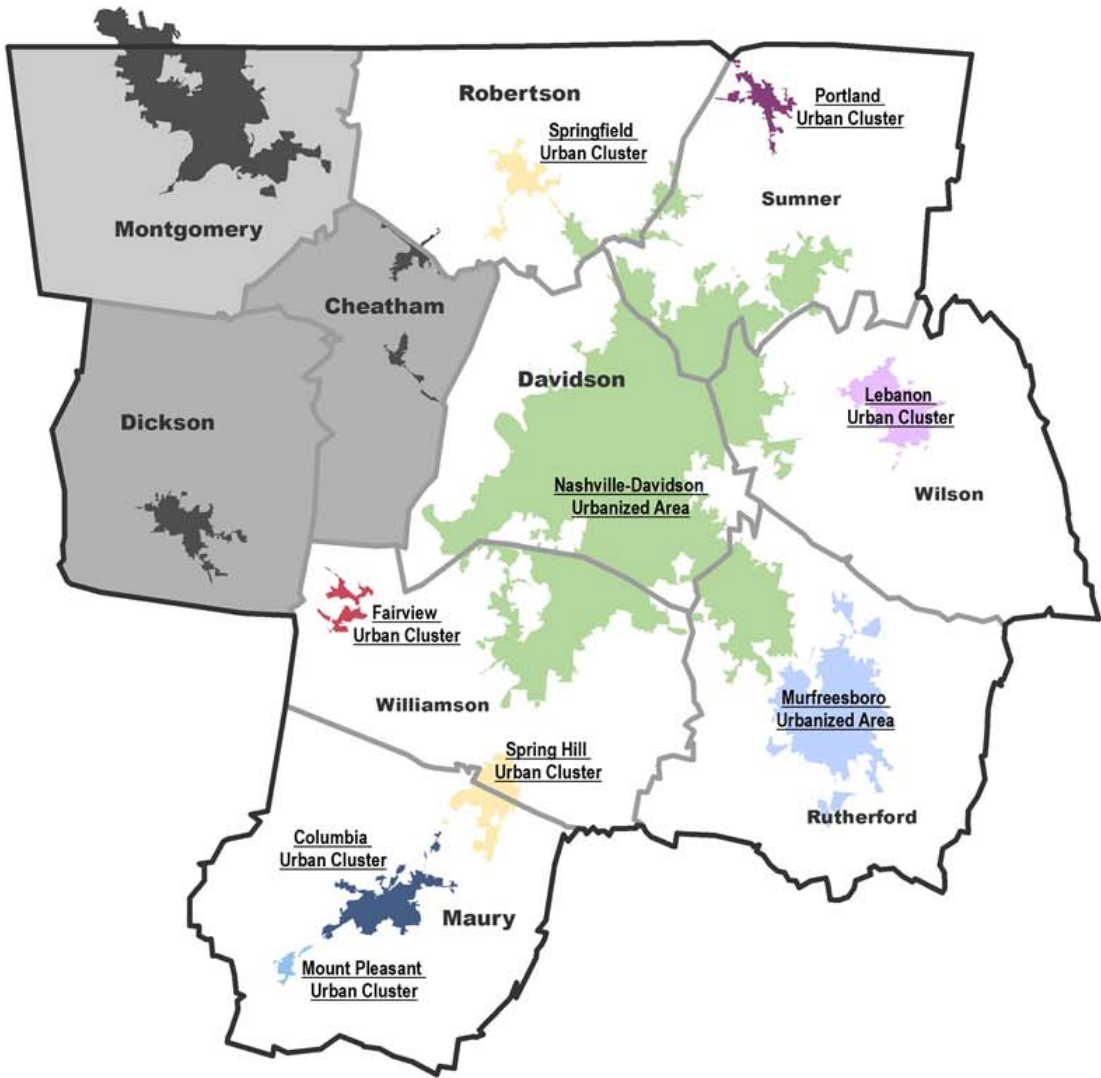 Robertson
Portland
Urban Cluster
Springfield
Urban Cluster
Sumner
Montgomery
Cheatham
Davidson
Lebanon
Urban Cluster
Dickson
Nashville-Davidson
Urbanized Area
Wilson
Fairview
Urban Cluster
Williamson
Murfreesboro
Urbanized Area
Spring Hill
Urban Cluster
Rutherford
Columbia
Urban Cluster
Maury
Mount Pleasant
Urban Cluster